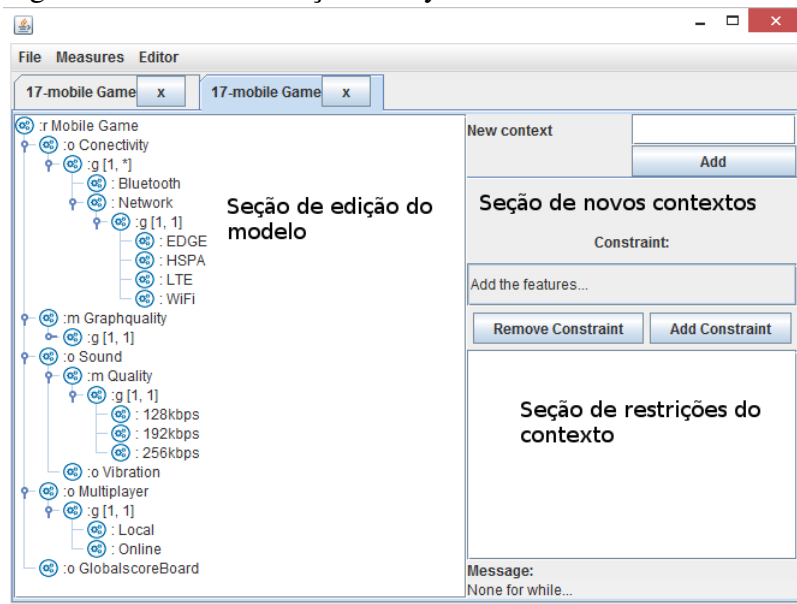 File Measures Editor
17-mobile Game x 17-mobile Game x
:r Mobile Game
:o Conectivity
:g [1, *]
: Bluetooth
: Network
:g [1, 1]
: EDGE
: HSPA
: LTE
: WiFi
:m Graphquality
:g [1, 1]
:o Sound
:m Quality
:g [1, 1]
: 128kbps
: 192kbps
: 256kbps
:o Vibration
:o Multiplayer
:g [1, 1]
: Local
: Online
:o GlobalscoreBoard
Seção de edição do
modelo
New context
Add
Seção de novos contextos
Constraint:
Add the features...
Remove Constraint Add Constraint
Seção de restrições do
contexto
Message:
None for while...